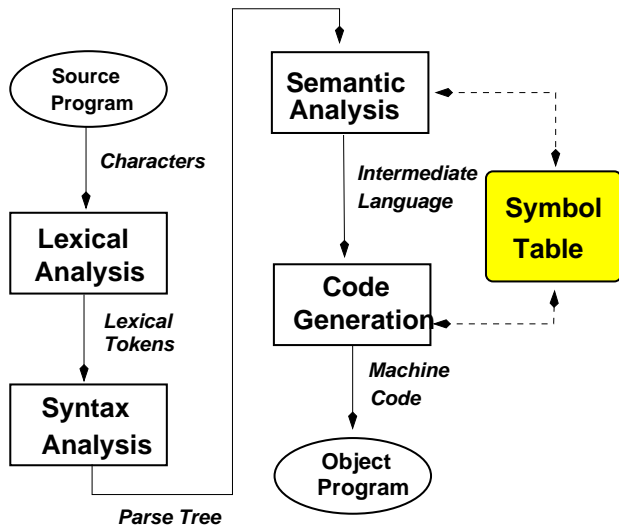 Source
Program
Characters
Lexical
Analysis
Lexical
Tokens
Syntax
Analysis
Parse Tree
Semantic
Analysis
Intermediate
Language
Code
Generation
Machine
Code
Object
Program
Symbol
Table